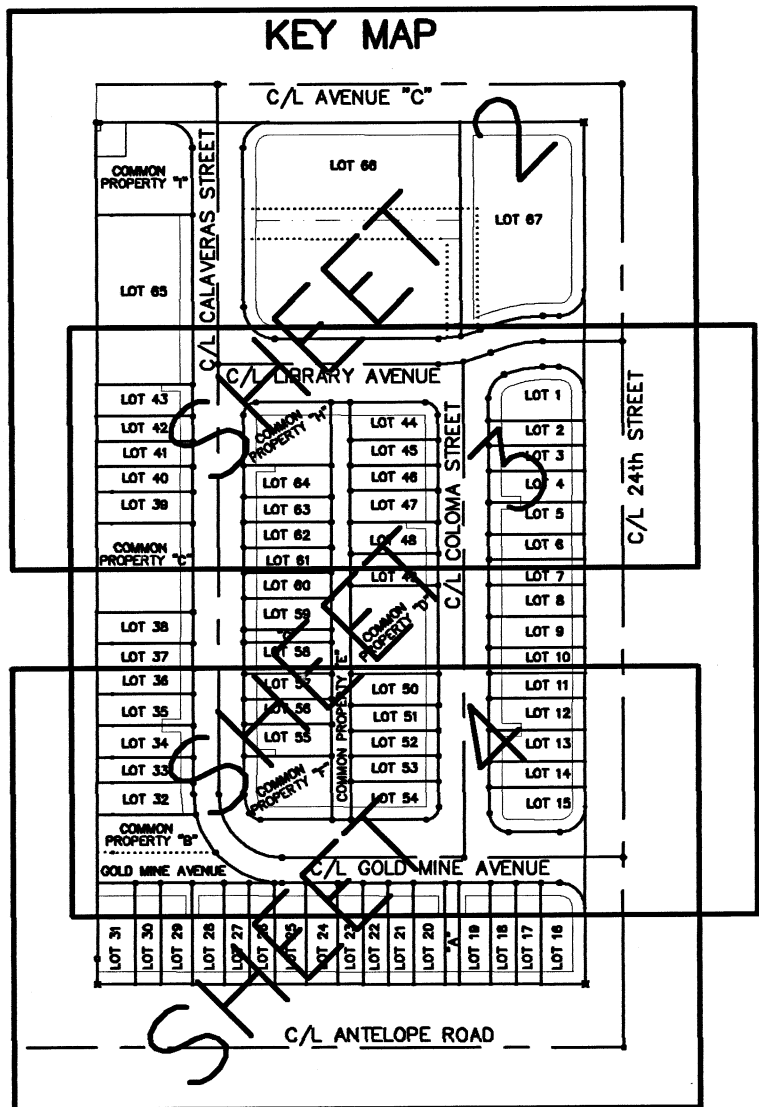 KEY MAP
C/L AVENUE "C"
C/L CALAVERAS STREET
COMMON
PROPERTY "I"
LOT 66
LOT 67
LOT 65
SHEET 2
C/L LIBRARY AVENUE
C/L COLOMA STREET
C/L 24th STREET
LOT 43
LOT 42
LOT 41
LOT 40
LOT 39
COMMON
PROPERTY "C"
LOT 38
LOT 37
LOT 36
LOT 35
LOT 34
LOT 33
LOT 32
COMMON
PROPERTY "B"
GOLD MINE AVENUE
COMMON
PROPERTY "H"
LOT 64
LOT 63
LOT 62
LOT 61
LOT 60
LOT 59
"G"
LOT 58
LOT 57
LOT 56
LOT 55
COMMON
PROPERTY "F"
COMMON PROPERTY "E"
LOT 44
LOT 45
LOT 46
LOT 47
LOT 48
LOT 49
COMMON
PROPERTY "D"
LOT 50
LOT 51
LOT 52
LOT 53
LOT 54
SHEET 3
LOT 1
LOT 2
LOT 3
LOT 4
LOT 5
LOT 6
LOT 7
LOT 8
LOT 9
LOT 10
LOT 11
LOT 12
LOT 13
LOT 14
LOT 15
C/L GOLD MINE AVENUE
LOT 31
LOT 30
LOT 29
LOT 28
LOT 27
LOT 26
LOT 25
LOT 24
LOT 23
LOT 22
LOT 21
LOT 20
"A"
LOT 19
LOT 18
LOT 17
LOT 16
SHEET 4
C/L ANTELOPE ROAD